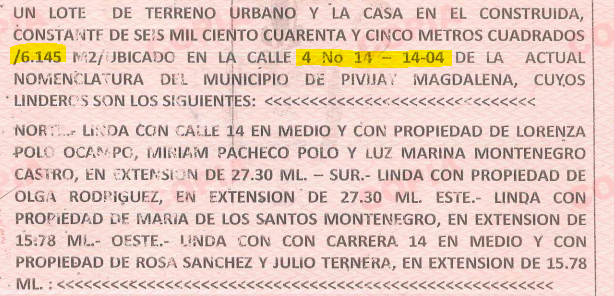 UN LOTE DE TERRENO URBANO Y LA CASA EN EL CONSTRUIDA,
CONSTANTE DE SEIS MIL CIENTO CUARENTA Y CINCO METROS CUADRADOS
/6.145 M2/UBICADO EN LA CALLE 4 No 14 – 14-04 DE LA ACTUAL
NOMENCLATURA DEL MUNICIPIO DE PIVIJAY MAGDALENA, CUYOS
LINDEROS SON LOS SIGUIENTES: <<<<<<<<<<<<<<<<<<<<<<<<<<<<<<<
NORTE.- LINDA CON CALLE 14 EN MEDIO Y CON PROPIEDAD DE LORENZA
POLO OCAMPO, MIRIAM PACHECO POLO Y LUZ MARINA MONTENEGRO
CASTRO, EN EXTENSION DE 27.30 ML. – SUR.- LINDA CON PROPIEDAD DE
OLGA RODRIGUEZ, EN EXTENSION DE 27.30 ML. ESTE.- LINDA CON
PROPIEDAD DE MARIA DE LOS SANTOS MONTENEGRO, EN EXTENSION DE
15.78 ML.- OESTE.- LINDA CON CON CARRERA 14 EN MEDIO Y CON
PROPIEDAD DE ROSA SANCHEZ Y JULIO TERNERA, EN EXTENSION DE 15.78
ML. : <<<<<<<<<<<<<<<<<<<<<<<<<<<<<<<<<<<<<<<<<<<<<<<<<<<<<